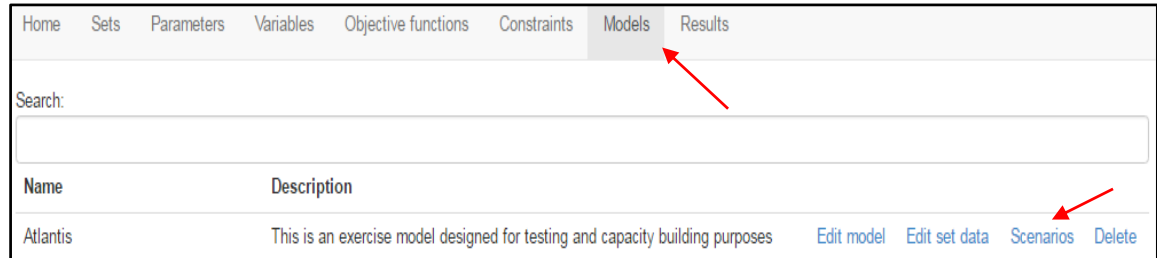 Home Sets Parameters Variables Objective functions Constraints Models Results
Search:
Name Description
Atlantis This is an exercise model designed for testing and capacity building purposes Edit model Edit set data Scenarios Delete